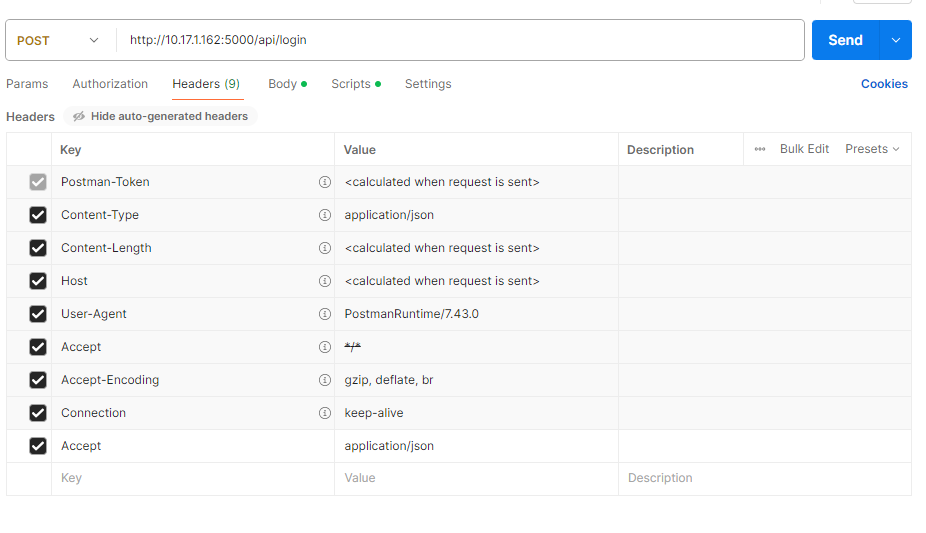 POST http://10.17.1.162:5000/api/login Send
Params Authorization Headers (9) Body Scripts Settings Cookies
Headers Hide auto-generated headers
Key Value Description Bulk Edit Presets
Postman-Token <calculated when request is sent>
Content-Type application/json
Content-Length <calculated when request is sent>
Host <calculated when request is sent>
User-Agent PostmanRuntime/7.43.0
Accept */*
Accept-Encoding gzip, deflate, br
Connection keep-alive
Accept application/json
Key Value Description